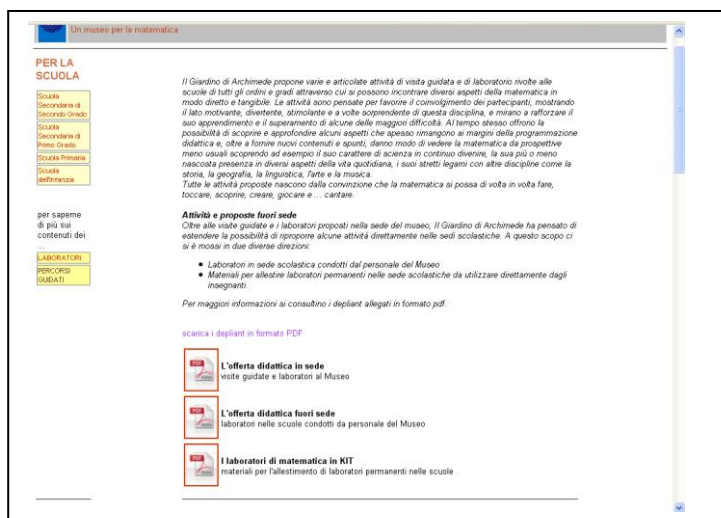 Un museo per la matematica
PER LA
SCUOLA
Scuola
Secondaria di
Secondo Grado
Scuola
Secondaria di
Primo Grado
Scuola Primaria
Scuola
dell'Infanzia
per saperne
di più sui
contenuti dei
...
LABORATORI
PERCORSI
GUIDATI
Il Giardino di Archimede propone varie e articolate attività di visita guidata e di laboratorio rivolte alle
scuole di tutti gli ordini e gradi attraverso cui si possono incontrare diversi aspetti della matematica in
modo diretto e tangibile. Le attività sono pensate per favorire il coinvolgimento dei partecipanti, mostrando
il lato motivante, divertente, stimolante e a volte sorprendente di questa disciplina, e mirano a rafforzare il
suo apprendimento e il superamento di alcune delle maggiori difficoltà. Al tempo stesso offrono la
possibilità di scoprire e approfondire alcuni aspetti che spesso rimangono ai margini della programmazione
didattica e, oltre a fornire nuovi contenuti e spunti, danno modo di vedere la matematica da prospettive
meno usuali scoprendo ad esempio il suo carattere di scienza in continuo divenire, la sua più o meno
nascosta presenza in diversi aspetti della vita quotidiana, i suoi stretti legami con altre discipline come la
storia, la geografia, la linguistica, l'arte e la musica.
Tutte le attività proposte nascono dalla convinzione che la matematica si possa di volta in volta fare,
toccare, scoprire, creare, giocare e ... cantare.
Attività e proposte fuori sede
Oltre alle visite guidate e i laboratori proposti nella sede del museo, Il Giardino di Archimede ha pensato di
estendere la possibilità di riproporre alcune attività direttamente nelle sedi scolastiche. A questo scopo ci
si è mossi in due diverse direzioni:
• Laboratori in sede scolastica condotti dal personale del Museo
• Materiali per allestire laboratori permanenti nelle sede scolastiche da utilizzare direttamente dagli
insegnanti.
Per maggiori informazioni si consultino i depliant allegati in formato pdf.
scarica i depliant in formato PDF
PDF
L'offerta didattica in sede
visite guidate e laboratori al Museo
PDF
L'offerta didattica fuori sede
laboratori nelle scuole condotti da personale del Museo
PDF
I laboratori di matematica in KIT
materiali per l'allestimento di laboratori permanenti nelle scuole